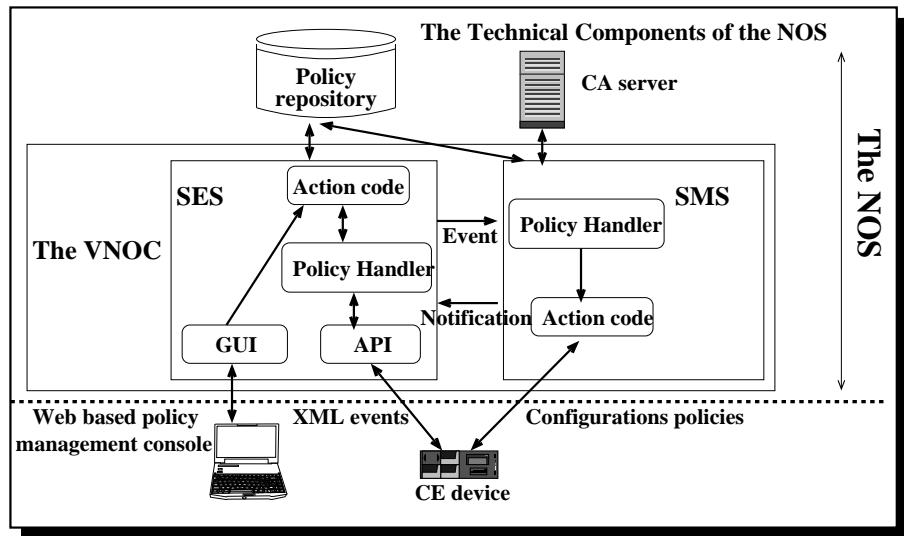 The Technical Components of the NOS
Policy
repository
CA server
The NOS
SES
Action code
SMS
Policy Handler
Event
The VNOC
Policy Handler
Notification
Action code
GUI
API
Web based policy
management console
XML events
Configurations policies
CE device